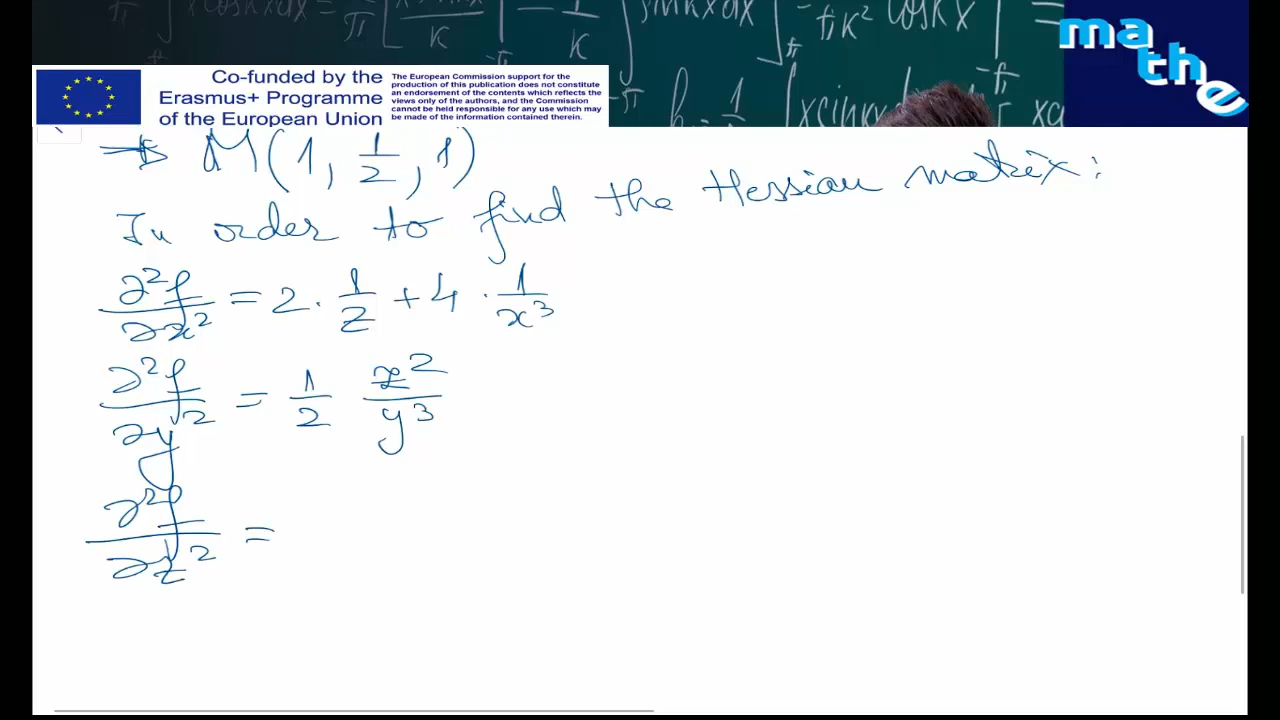 ma
the
Co-funded by the
Erasmus+ Programme
of the European Union
The European Commission support for the
production of this publication does not constitute
an endorsement of the contents which reflects the
views only of the authors, and the Commission
cannot be held responsible for any use which may
be made of the information contained therein.
→ M(1, 1/2, 1)
In order to find the Hessian matrix:
∂²f/∂x² = 2 · 1/z + 4 · 1/x³
∂²f/∂y² = 1/2 z²/y³
∂²f/∂z² =